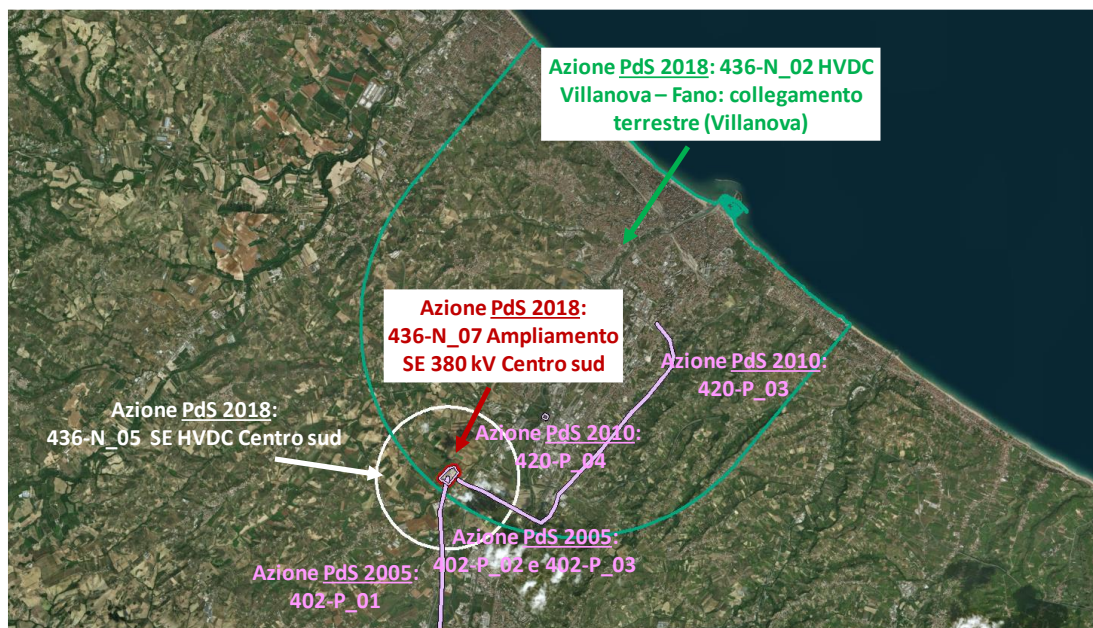 Azione PdS 2018: 436-N_02 HVDC
Villanova – Fano: collegamento
terrestre (Villanova)
Azione PdS 2018:
436-N_07 Ampliamento
SE 380 kV Centro sud
Azione PdS 2010:
420-P_03
Azione PdS 2018:
436-N_05 SE HVDC Centro sud
Azione PdS 2010:
420-P_04
Azione PdS 2005:
402-P_02 e 402-P_03
Azione PdS 2005:
402-P_01